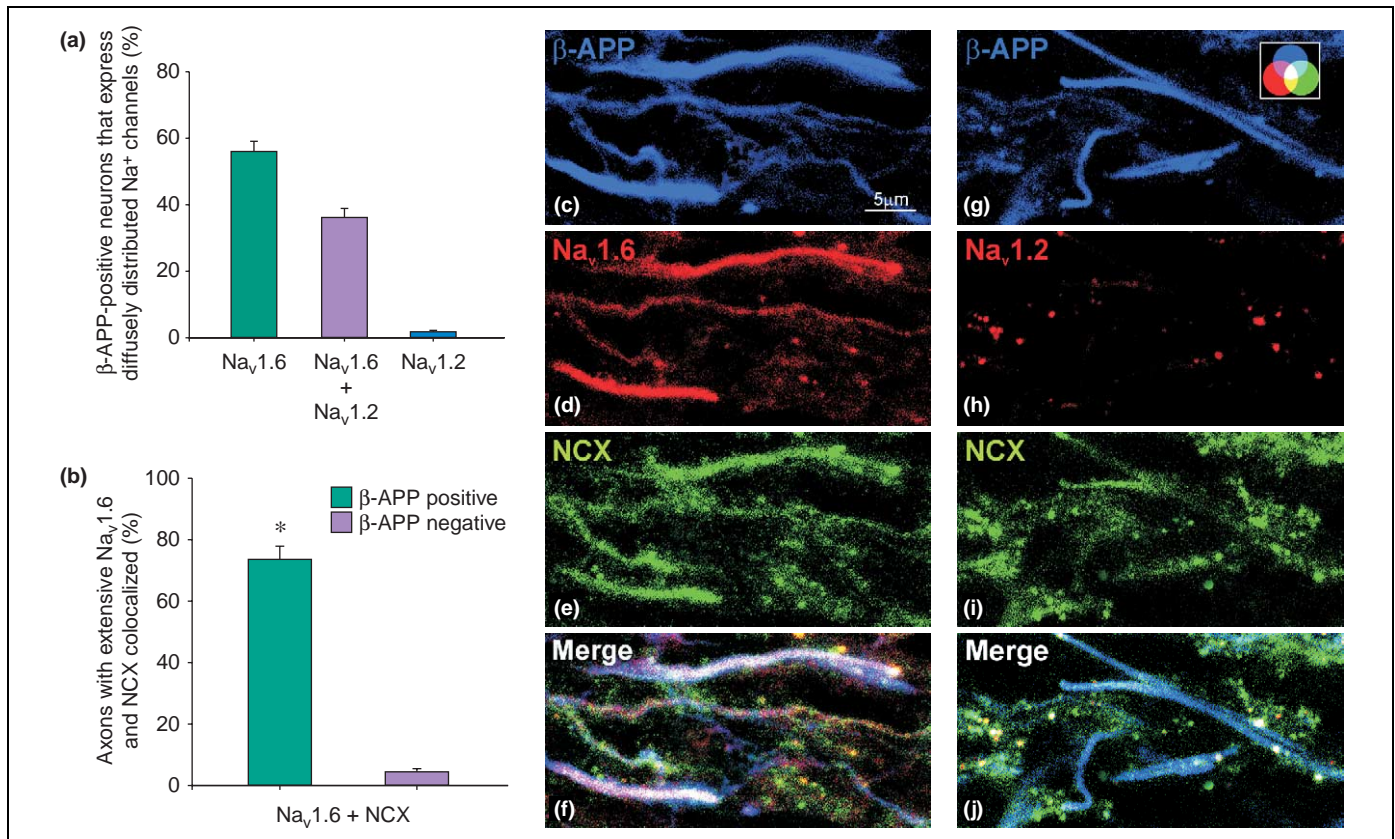 (a)
β-APP-positive neurons that express
diffusely distributed Na⁺ channels (%)
80
60
40
20
0
Naᵥ1.6
Naᵥ1.6
+
Naᵥ1.2
Naᵥ1.2
(b)
Axons with extensive Naᵥ1.6
and NCX colocalized (%)
100
80
60
40
20
0
β-APP positive
β-APP negative
*
Naᵥ1.6 + NCX
β-APP
5μm
(c)
Naᵥ1.6
(d)
NCX
(e)
Merge
(f)
β-APP
(g)
Naᵥ1.2
(h)
NCX
(i)
Merge
(j)